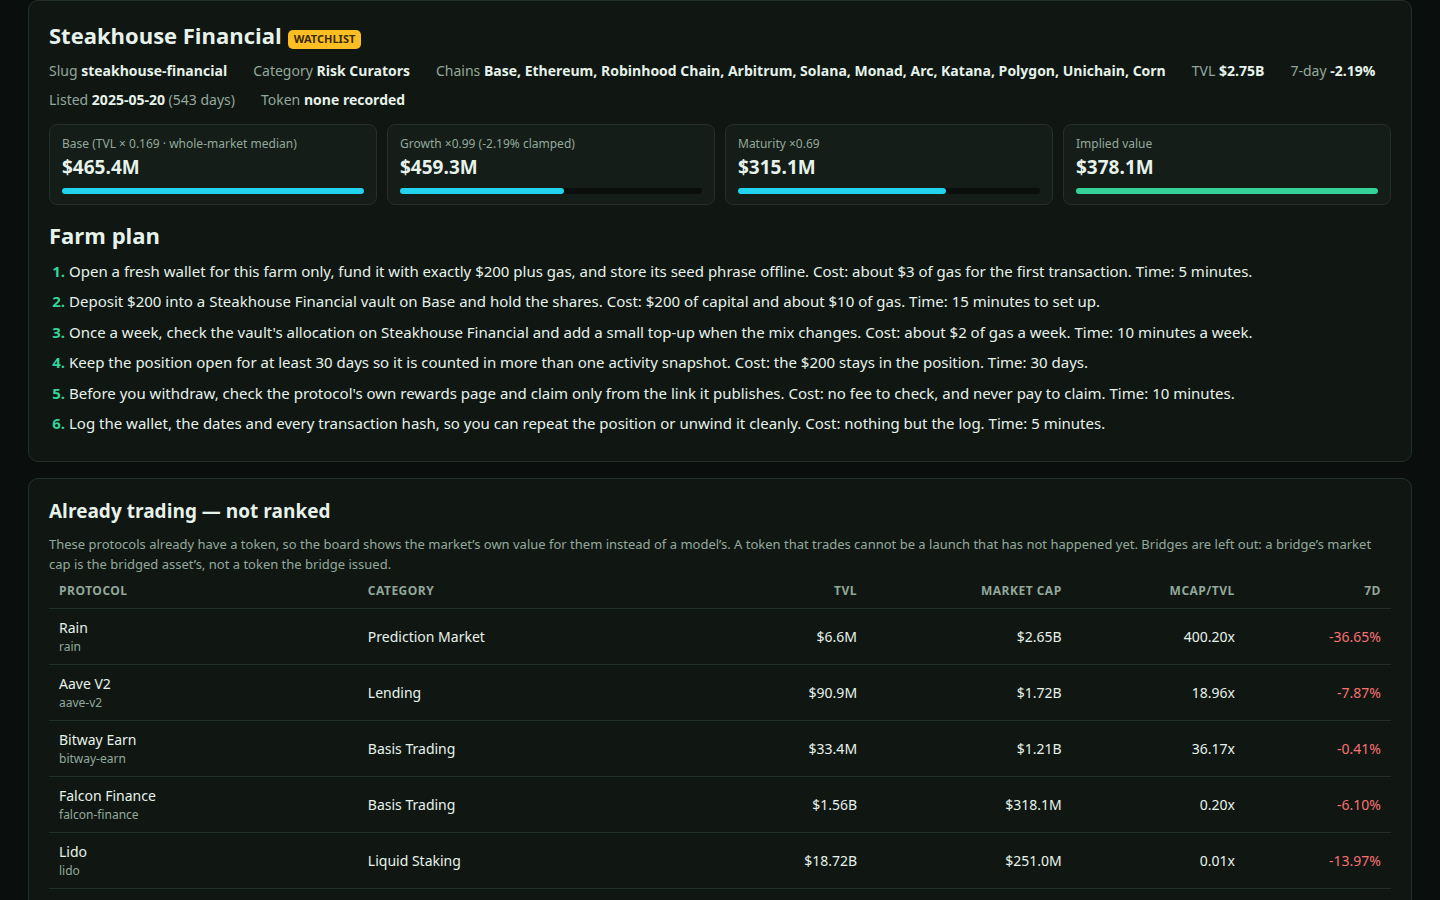 Steakhouse Financial WATCHLIST
Slug steakhouse-financial Category Risk Curators Chains Base, Ethereum, Robinhood Chain, Arbitrum, Solana, Monad, Arc, Katana, Polygon, Unichain, Corn TVL $2.75B 7-day -2.19%
Listed 2025-05-20 (543 days) Token none recorded
Base (TVL × 0.169 · whole-market median) Growth ×0.99 (-2.19% clamped) Maturity ×0.69 Implied value
$465.4M $459.3M $315.1M $378.1M
Farm plan
1. Open a fresh wallet for this farm only, fund it with exactly $200 plus gas, and store its seed phrase offline. Cost: about $3 of gas for the first transaction. Time: 5 minutes.
2. Deposit $200 into a Steakhouse Financial vault on Base and hold the shares. Cost: $200 of capital and about $10 of gas. Time: 15 minutes to set up.
3. Once a week, check the vault's allocation on Steakhouse Financial and add a small top-up when the mix changes. Cost: about $2 of gas a week. Time: 10 minutes a week.
4. Keep the position open for at least 30 days so it is counted in more than one activity snapshot. Cost: the $200 stays in the position. Time: 30 days.
5. Before you withdraw, check the protocol's own rewards page and claim only from the link it publishes. Cost: no fee to check, and never pay to claim. Time: 10 minutes.
6. Log the wallet, the dates and every transaction hash, so you can repeat the position or unwind it cleanly. Cost: nothing but the log. Time: 5 minutes.
Already trading — not ranked
These protocols already have a token, so the board shows the market’s own value for them instead of a model’s. A token that trades cannot be a launch that has not happened yet. Bridges are left out: a bridge’s market
cap is the bridged asset’s, not a token the bridge issued.
PROTOCOL CATEGORY TVL MARKET CAP MCAP/TVL 7D
Rain Prediction Market $6.6M $2.65B 400.20x -36.65%
rain
Aave V2 Lending $90.9M $1.72B 18.96x -7.87%
aave-v2
Bitway Earn Basis Trading $33.4M $1.21B 36.17x -0.41%
bitway-earn
Falcon Finance Basis Trading $1.56B $318.1M 0.20x -6.10%
falcon-finance
Lido Liquid Staking $18.72B $251.0M 0.01x -13.97%
lido